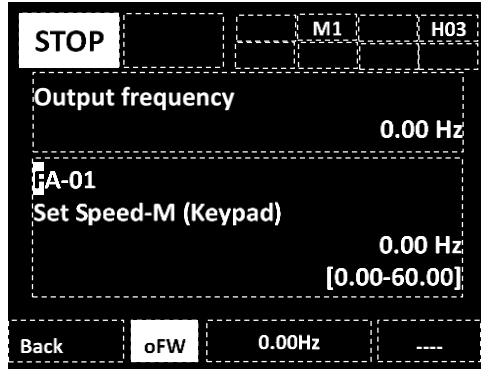 STOP
M1
H03
Output frequency
0.00 Hz
FA-01
Set Speed-M (Keypad)
0.00 Hz
[0.00-60.00]
Back
oFW
0.00Hz
----